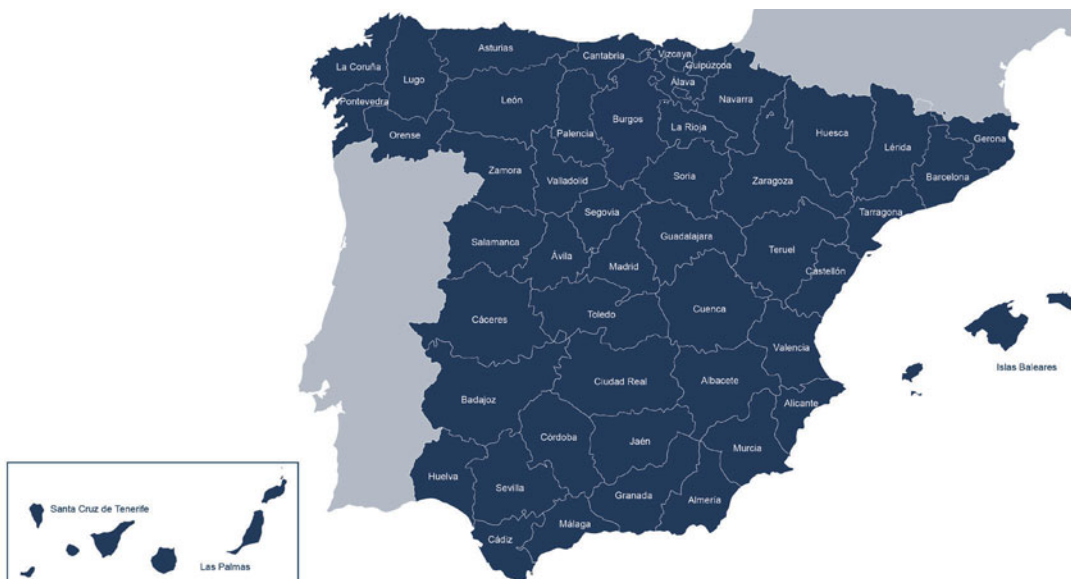 Asturias
Cantabria
Vizcaya
Guipúzcoa
La Coruña
Lugo
Álava
León
Navarra
Pontevedra
Palencia
Burgos
La Rioja
Huesca
Lérida
Gerona
Orense
Zamora
Valladolid
Soria
Zaragoza
Barcelona
Segovia
Tarragona
Salamanca
Ávila
Madrid
Guadalajara
Teruel
Castellón
Cáceres
Toledo
Cuenca
Valencia
Islas Baleares
Badajoz
Ciudad Real
Albacete
Alicante
Córdoba
Jaén
Murcia
Huelva
Sevilla
Granada
Almería
Málaga
Cádiz
Santa Cruz de Tenerife
Las Palmas